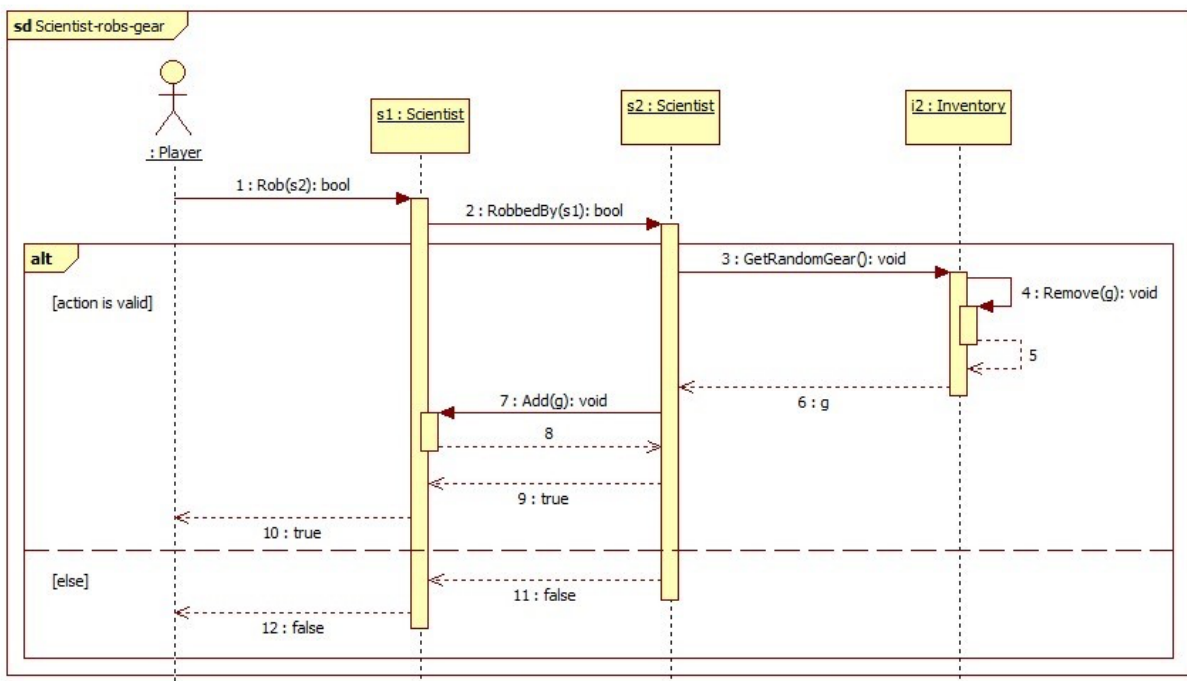 sd Scientist-robs-gear
: Player
s1 : Scientist
s2 : Scientist
i2 : Inventory
1 : Rob(s2): bool
2 : RobbedBy(s1): bool
alt
[action is valid]
3 : GetRandomGear(): void
4 : Remove(g): void
5
6 : g
7 : Add(g): void
8
9 : true
10 : true
[else]
11 : false
12 : false